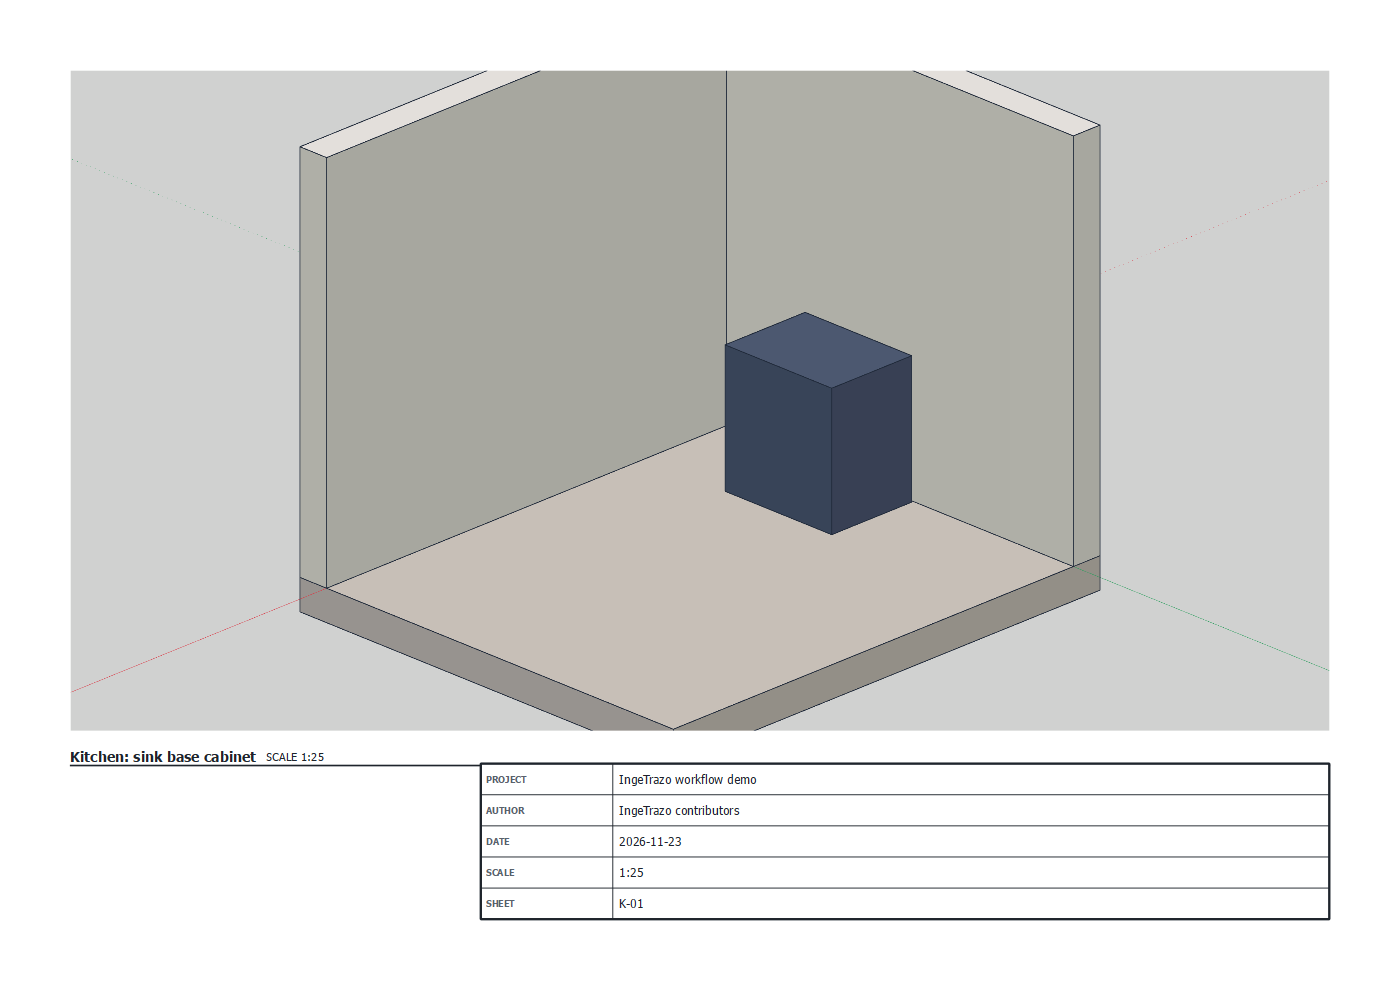 Kitchen: sink base cabinet SCALE 1:25
PROJECT IngeTrazo workflow demo
AUTHOR IngeTrazo contributors
DATE 2026-11-23
SCALE 1:25
SHEET K-01